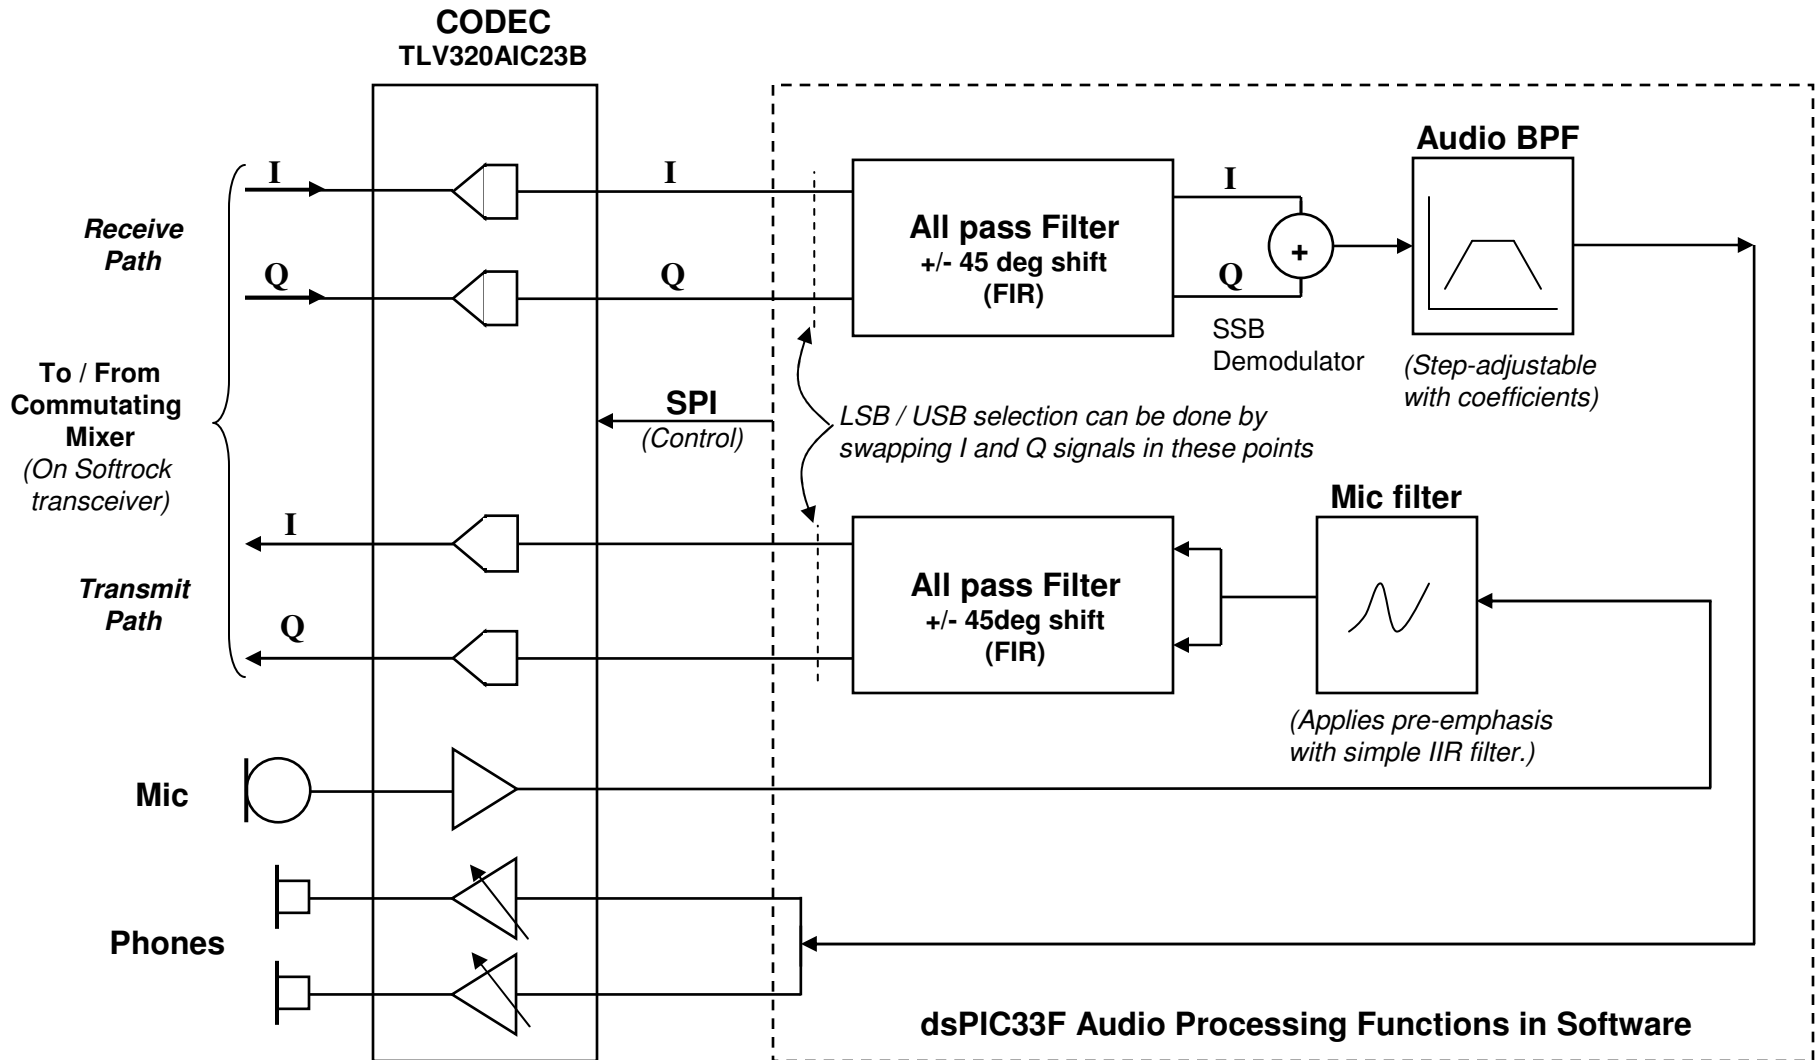 CODEC
TLV320AIC23B
Audio BPF
I
I
I
Receive
Path
All pass Filter
+/- 45 deg shift
(FIR)
+
Q
Q
Q
SSB
Demodulator
(Step-adjustable
with coefficients)
To / From
Commutating
Mixer
(On Softrock
transceiver)
SPI
(Control)
LSB / USB selection can be done by
swapping I and Q signals in these points
Mic filter
I
Transmit
Path
All pass Filter
+/- 45deg shift
(FIR)
Q
(Applies pre-emphasis
with simple IIR filter.)
Mic
Phones
dsPIC33F Audio Processing Functions in Software